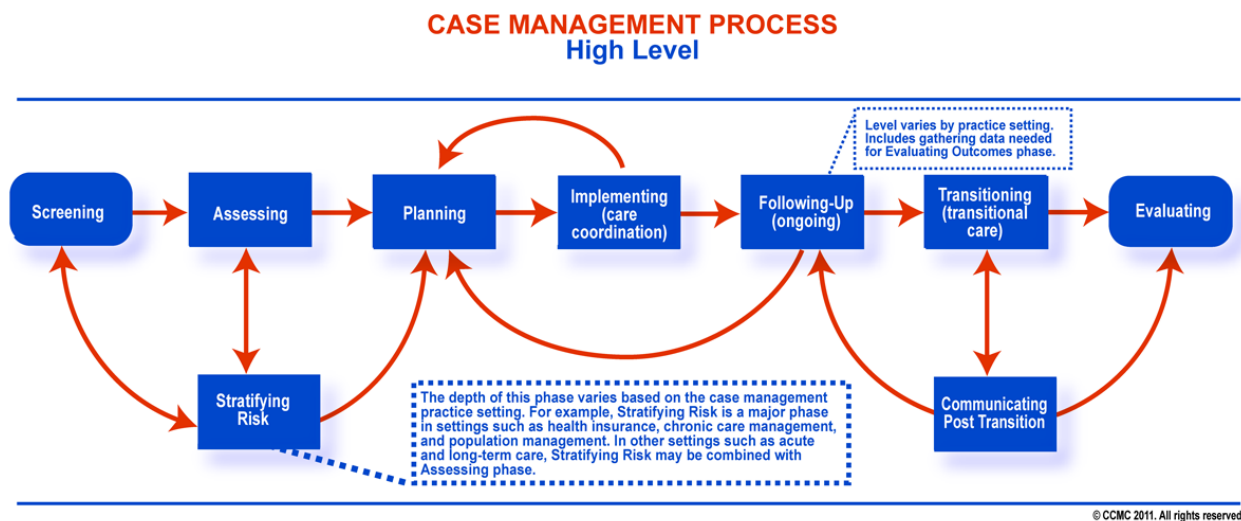 CASE MANAGEMENT PROCESS
High Level
Level varies by practice setting.
Includes gathering data needed
for Evaluating Outcomes phase.
Screening
Assessing
Planning
Implementing
(care
coordination)
Following-Up
(ongoing)
Transitioning
(transitional
care)
Evaluating
Stratifying
Risk
The depth of this phase varies based on the case management
practice setting. For example, Stratifying Risk is a major phase
in settings such as health insurance, chronic care management,
and population management. In other settings such as acute
and long-term care, Stratifying Risk may be combined with
Assessing phase.
Communicating
Post Transition
© CCMC 2011. All rights reserved